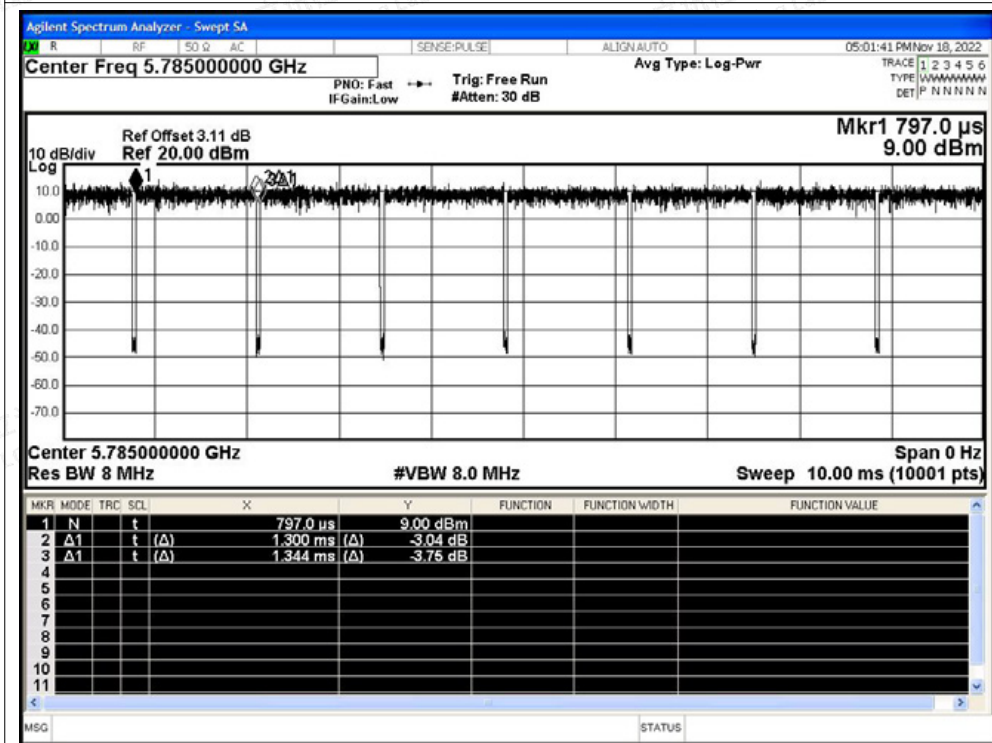 Agilent Spectrum Analyzer - Swept SA
R RF 50 Ω AC SENSE:PULSE ALIGN AUTO 05:01:41 PM Nov 18, 2022
Center Freq 5.785000000 GHz Avg Type: Log-Pwr TRACE 1 2 3 4 5 6
PNO: Fast Trig: Free Run TYPE WWWWWW
IFGain:Low #Atten: 30 dB DET P N N N N N
Mkr1 797.0 µs
Ref Offset 3.11 dB
10 dB/div Ref 20.00 dBm 9.00 dBm
Log
1 2Δ1 3Δ1
10.0
0.00
-10.0
-20.0
-30.0
-40.0
-50.0
-60.0
-70.0
Center 5.785000000 GHz Span 0 Hz
Res BW 8 MHz #VBW 8.0 MHz Sweep 10.00 ms (10001 pts)
MKR MODE TRC SCL X Y FUNCTION FUNCTION WIDTH FUNCTION VALUE
1 N t 797.0 µs 9.00 dBm
2 Δ1 t (Δ) 1.300 ms (Δ) -3.04 dB
3 Δ1 t (Δ) 1.344 ms (Δ) -3.75 dB
4
5
6
7
8
9
10
11
MSG STATUS